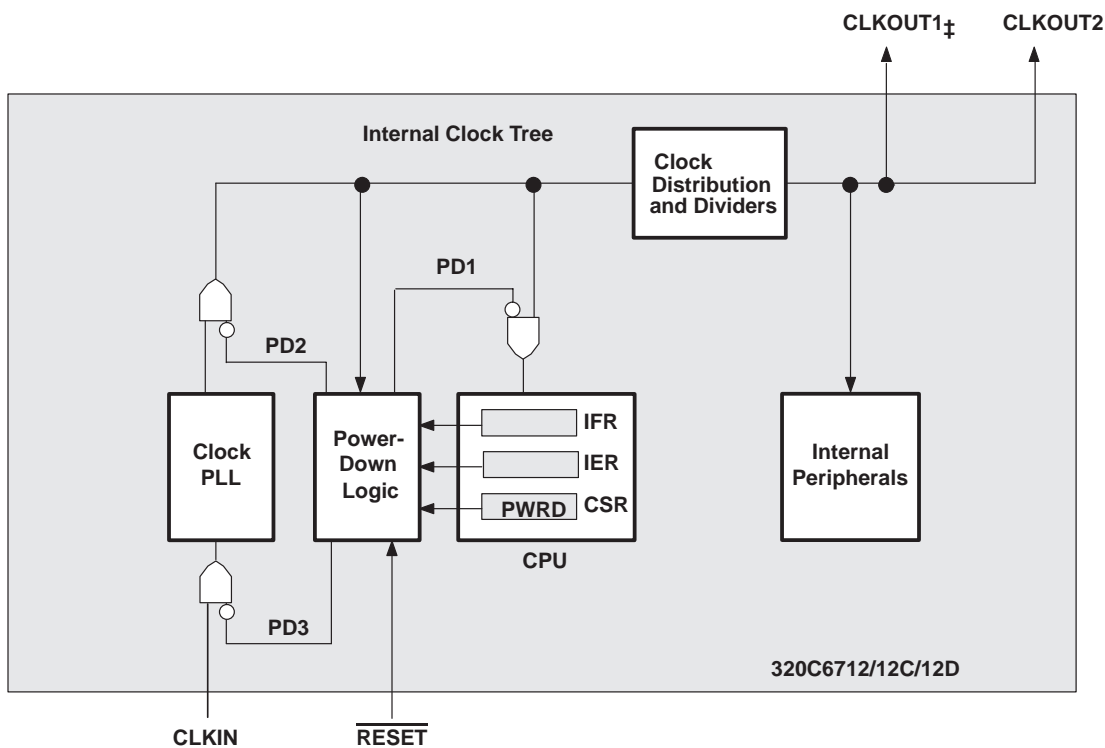 CLKOUT1‡ CLKOUT2
Internal Clock Tree
Clock
Distribution
and Dividers
PD1
PD2
Clock
PLL
Power-
Down
Logic
IFR
IER
PWRD CSR
CPU
Internal
Peripherals
PD3
320C6712/12C/12D
CLKIN
RESET